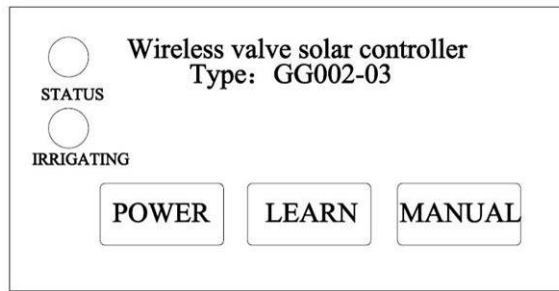 Wireless valve solar controller
Type： GG002-03
STATUS
IRRIGATING
POWER LEARN MANUAL